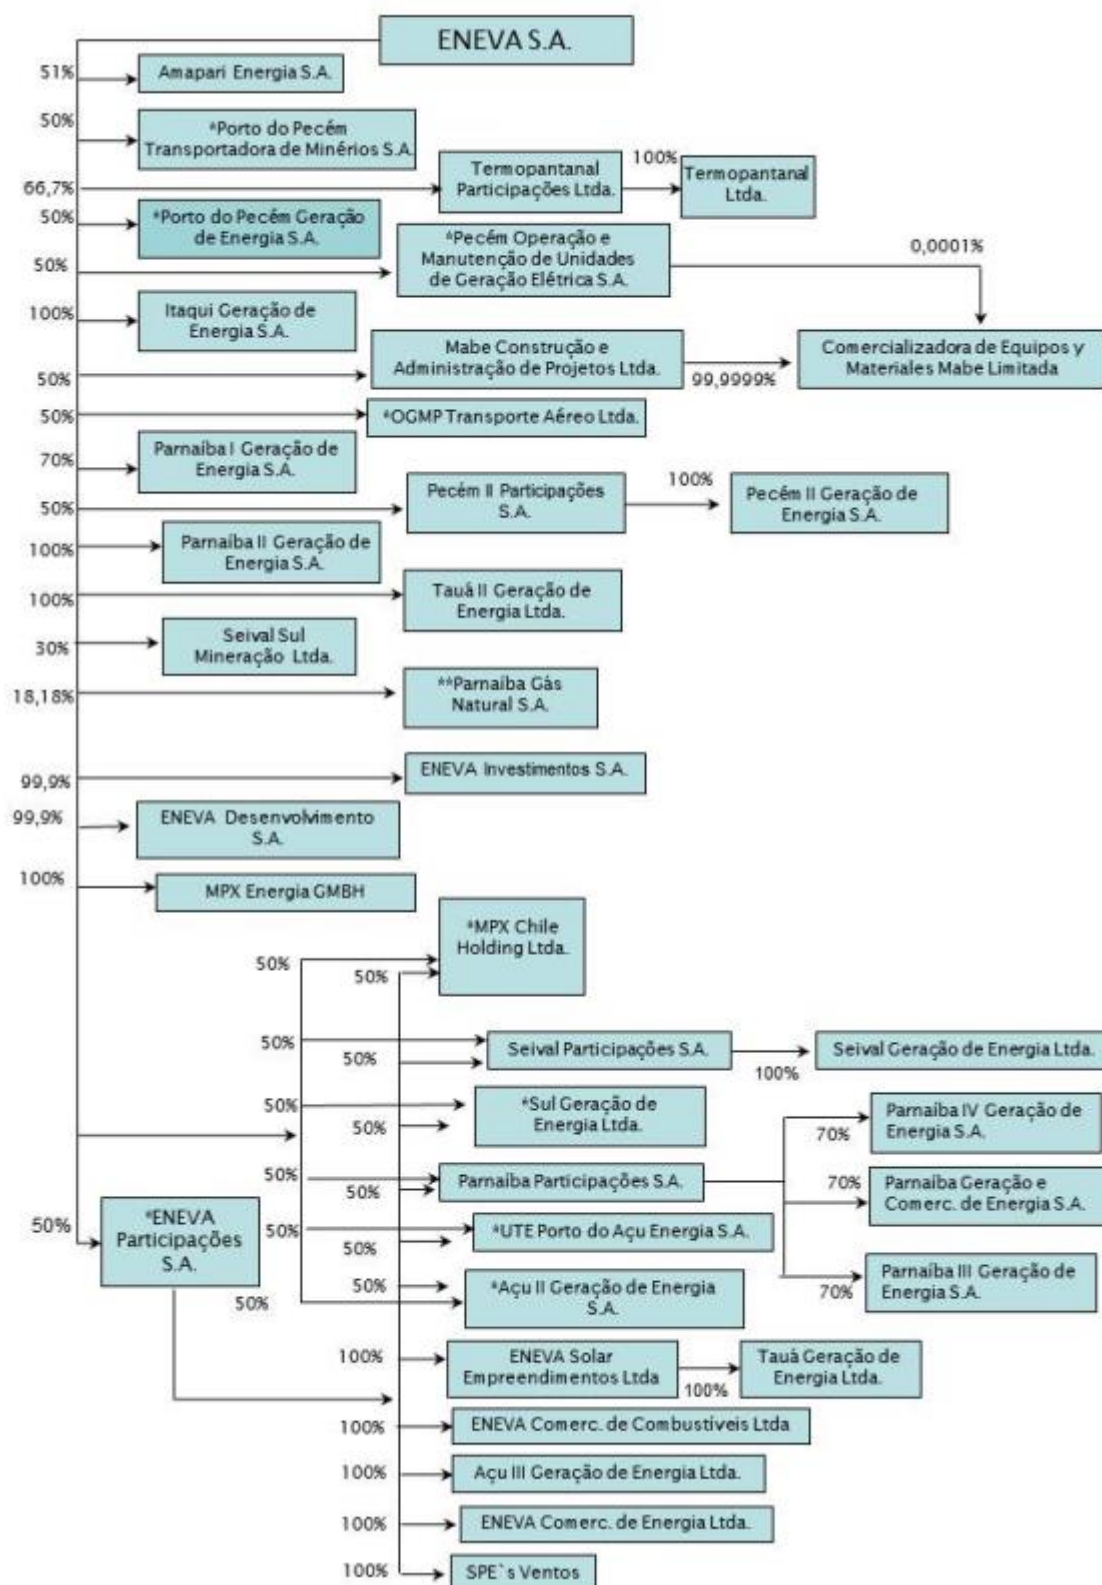 ENEVA S.A.
51%
Amapari Energia S.A.
50%
*Porto do Pecém
Transportadora de Minérios S.A.
66,7%
Termopantanal
Participações Ltda.
100%
Termopantanal
Ltda.
50%
*Porto do Pecém Geração
de Energia S.A.
50%
*Pecém Operação e
Manutenção de Unidades
de Geração Elétrica S.A.
0,0001%
100%
Itaqui Geração de
Energia S.A.
50%
Mabe Construção e
Administração de Projetos Ltda.
99,9999%
Comercializadora de Equipos y
Materiales Mabe Limitada
50%
*OGMP Transporte Aéreo Ltda.
70%
Parnaíba I Geração de
Energia S.A.
50%
Pecém II Participações
S.A.
100%
Pecém II Geração de
Energia S.A.
100%
Parnaíba II Geração de
Energia S.A.
100%
Tauá II Geração de
Energia Ltda.
30%
Seival Sul
Mineração Ltda.
18,18%
**Parnaíba Gás
Natural S.A.
99,9%
ENEVA Investimentos S.A.
99,9%
ENEVA Desenvolvimento
S.A.
100%
MPX Energia GMBH
50%
50%
*MPX Chile
Holding Ltda.
50%
50%
Seival Participações S.A.
100%
Seival Geração de Energia Ltda.
50%
50%
*Sul Geração de
Energia Ltda.
50%
50%
Parnaíba Participações S.A.
70%
Parnaíba IV Geração de
Energia S.A.
70%
Parnaíba Geração e
Comerc. de Energia S.A.
70%
Parnaíba III Geração de
Energia S.A.
50%
*ENEVA
Participações
S.A.
50%
50%
*UTE Porto do Açu Energia S.A.
50%
50%
*Açu II Geração de Energia
S.A.
100%
ENEVA Solar
Empreendimentos Ltda
100%
Tauá Geração de
Energia Ltda.
100%
ENEVA Comerc. de Combustíveis Ltda
100%
Açu III Geração de Energia Ltda.
100%
ENEVA Comerc. de Energia Ltda.
100%
SPE`s Ventos